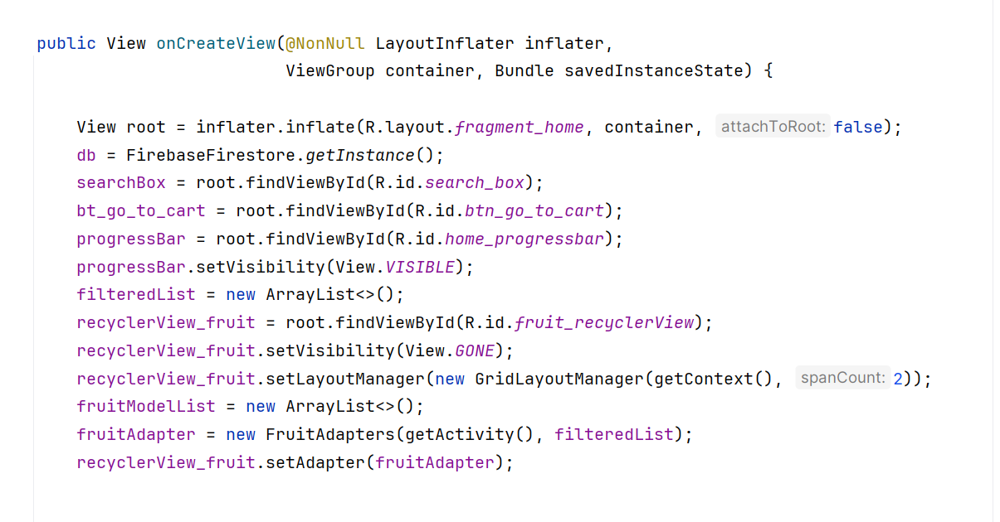 public View onCreateView(@NonNull LayoutInflater inflater,
ViewGroup container, Bundle savedInstanceState) {
View root = inflater.inflate(R.layout.fragment_home, container, attachToRoot: false);
db = FirebaseFirestore.getInstance();
searchBox = root.findViewById(R.id.search_box);
bt_go_to_cart = root.findViewById(R.id.btn_go_to_cart);
progressBar = root.findViewById(R.id.home_progressbar);
progressBar.setVisibility(View.VISIBLE);
filteredList = new ArrayList<>();
recyclerView_fruit = root.findViewById(R.id.fruit_recyclerView);
recyclerView_fruit.setVisibility(View.GONE);
recyclerView_fruit.setLayoutManager(new GridLayoutManager(getContext(), spanCount: 2));
fruitModelList = new ArrayList<>();
fruitAdapter = new FruitAdapters(getActivity(), filteredList);
recyclerView_fruit.setAdapter(fruitAdapter);